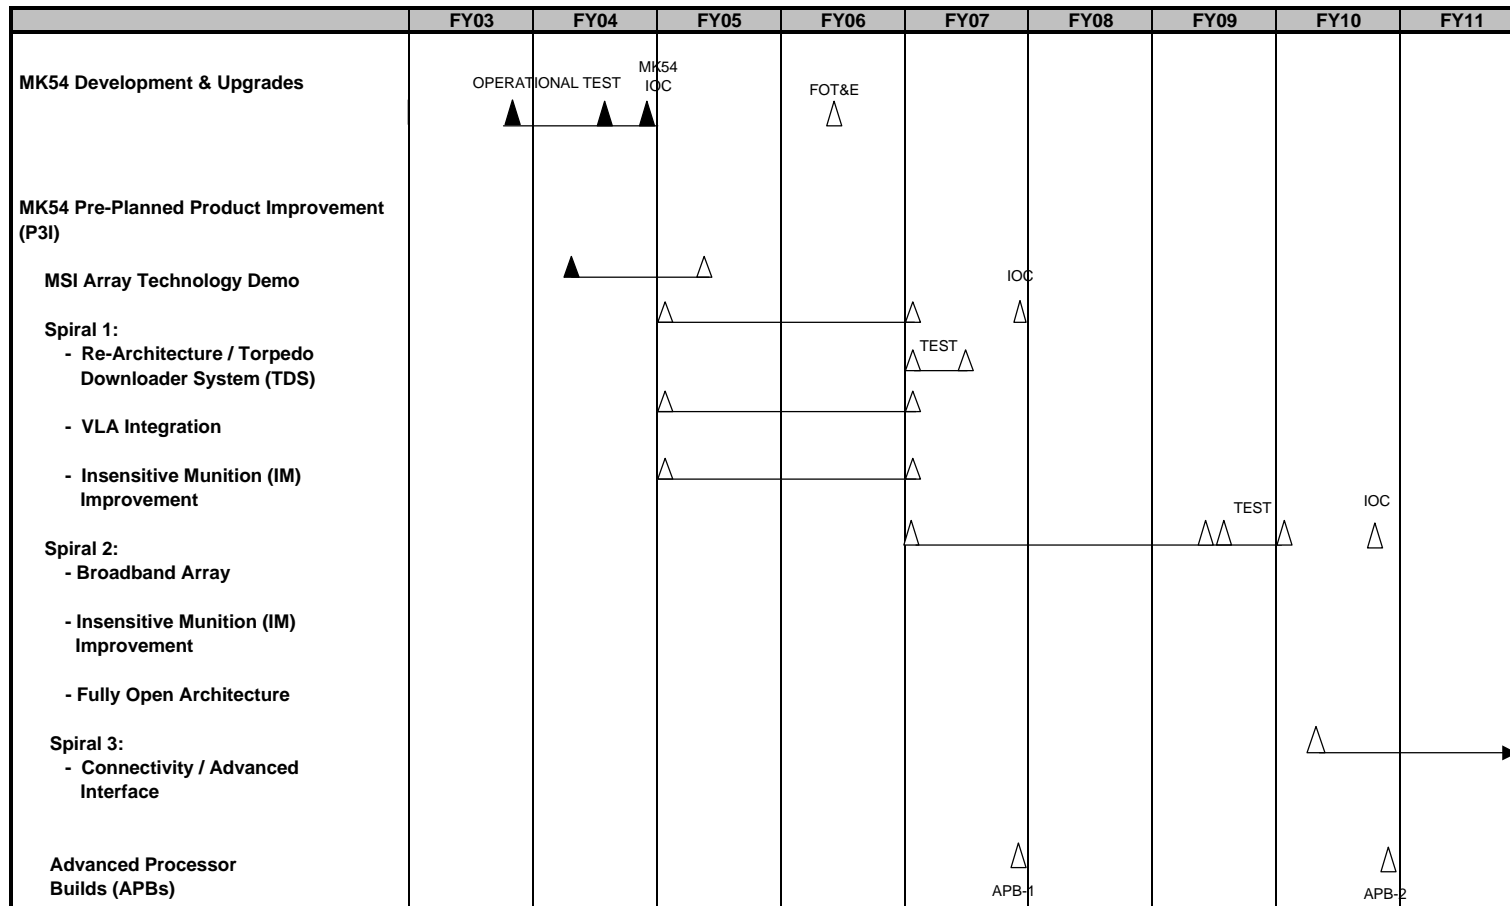 FY03 FY04 FY05 FY06 FY07 FY08 FY09 FY10 FY11
MK54 Development & Upgrades
OPERATIONAL TEST
MK54
IOC
FOT&E
MK54 Pre-Planned Product Improvement
(P3I)
MSI Array Technology Demo
IOC
Spiral 1:
- Re-Architecture / Torpedo
Downloader System (TDS)
TEST
- VLA Integration
- Insensitive Munition (IM)
Improvement
TEST
IOC
Spiral 2:
- Broadband Array
- Insensitive Munition (IM)
Improvement
- Fully Open Architecture
Spiral 3:
- Connectivity / Advanced
Interface
Advanced Processor
Builds (APBs)
APB-1
APB-2